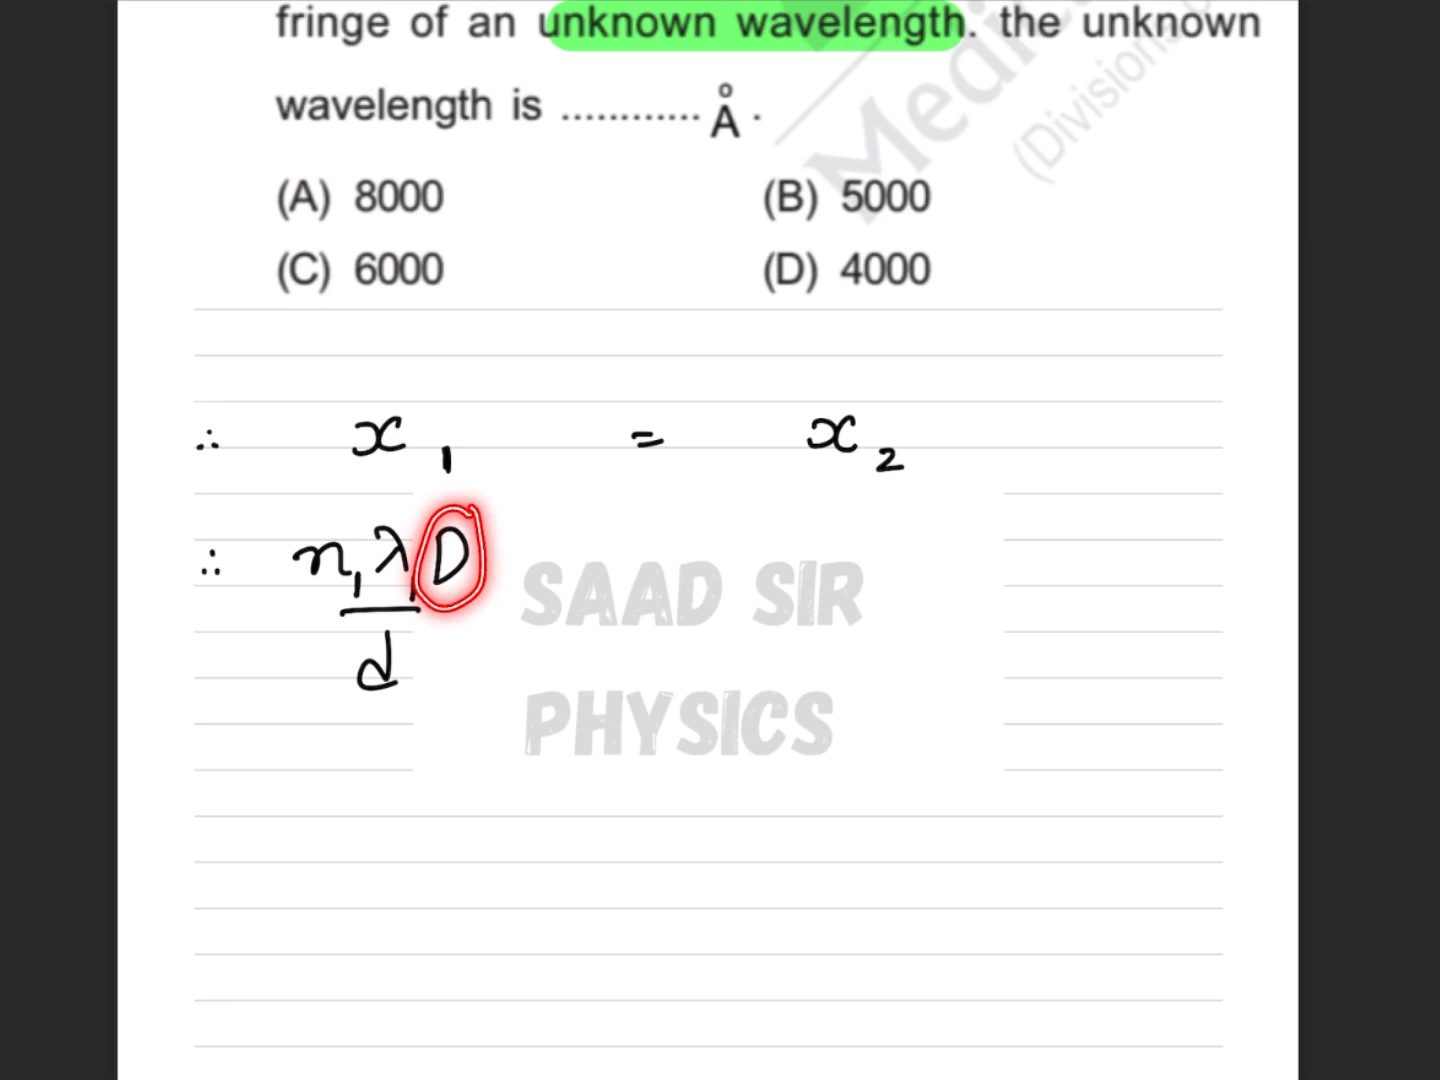 fringe of an unknown wavelength. the unknown
wavelength is ............ Å .
(A) 8000 (B) 5000
(C) 6000 (D) 4000
∴ x₁ = x₂
∴ n₁λ₁D
d
SAAD SIR
PHYSICS
(Divisions